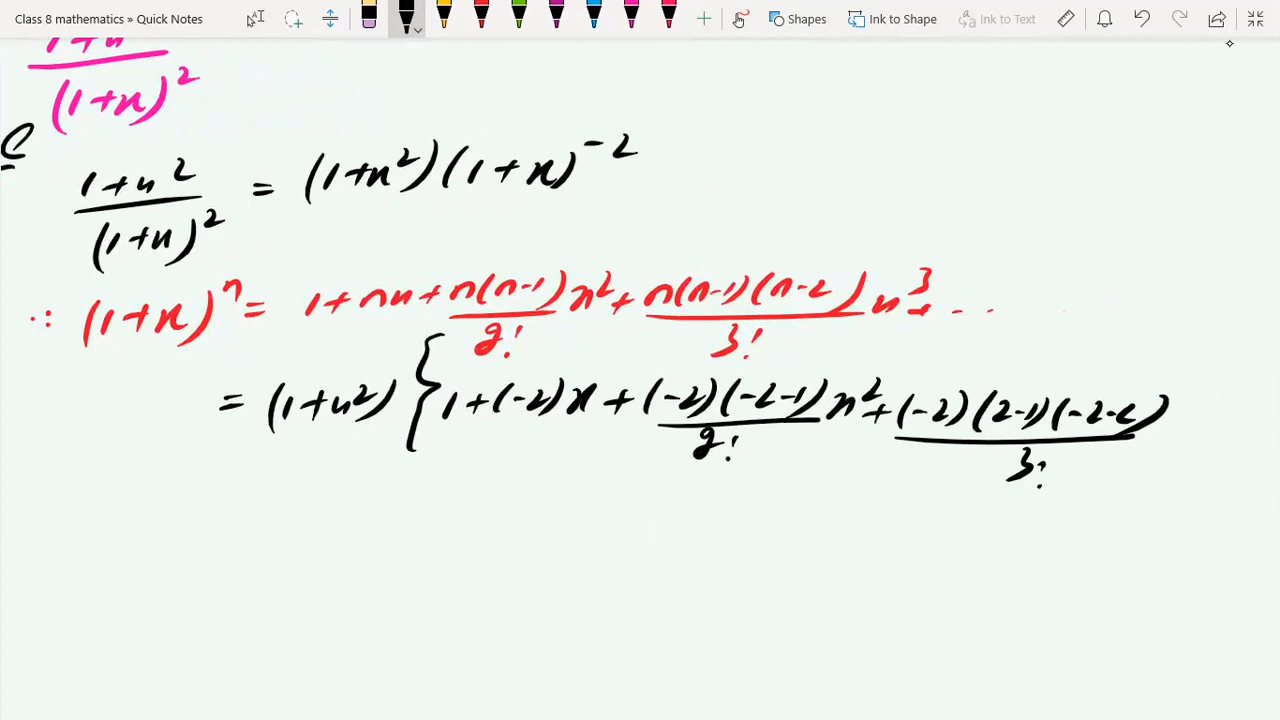 Class 8 mathematics » Quick Notes
Shapes
Ink to Shape
Ink to Text
(1+x)²
1+x²/(1+x)² = (1+x²)(1+x)⁻²
∵ (1+x)ⁿ = 1+nx+n(n-1)/2! x²+n(n-1)(n-2)/3! x³+...
= (1+x²) {1+(-2)x+(-2)(-2-1)/2! x²+(-2)(2-1)(-2-2)/3!